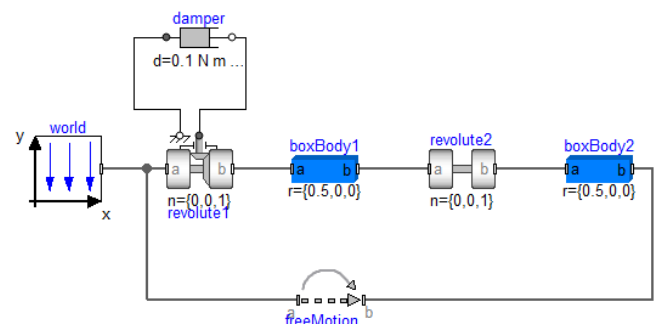 damper
d=0.1 N m ...
world
y
x
a
b
n={0,0,1}
revolute1
boxBody1
a
b
r={0.5,0,0}
revolute2
a
b
n={0,0,1}
boxBody2
a
b
r={0.5,0,0}
a
b
freeMotion